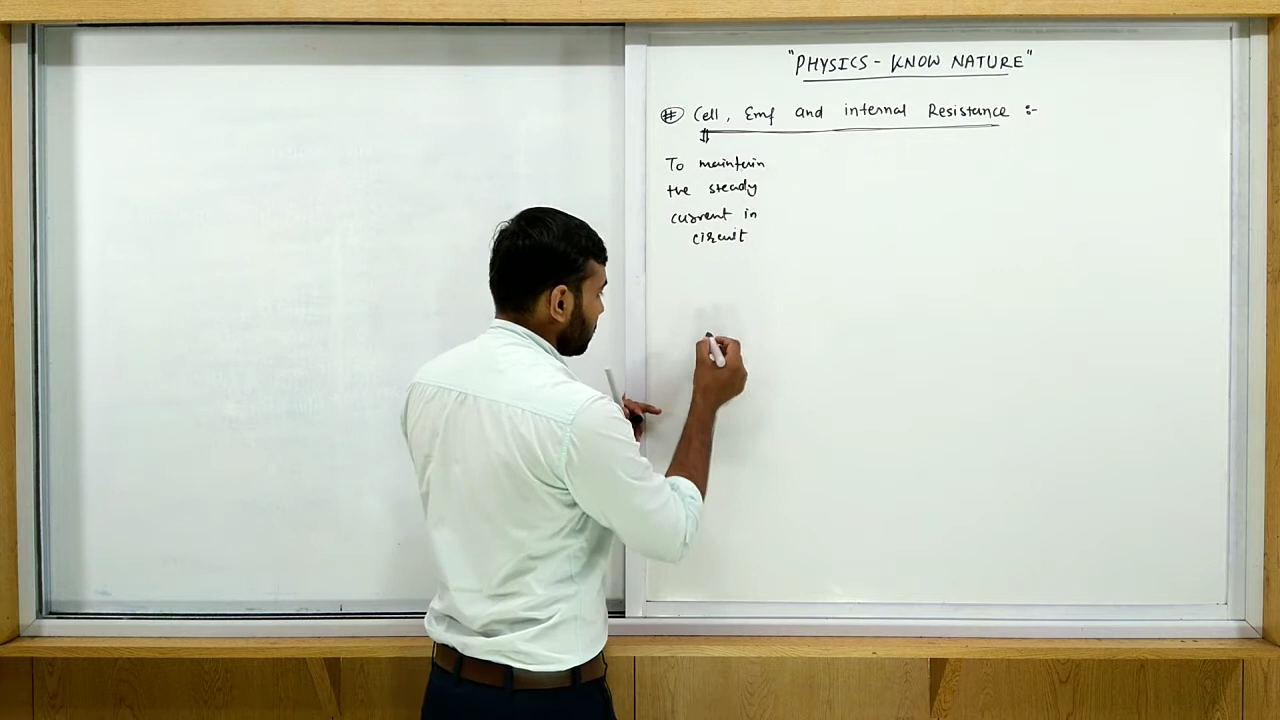 "PHYSICS - KNOW NATURE"
# Cell, Emf and internal Resistance :-
To maintain
the steady
current in
circuit